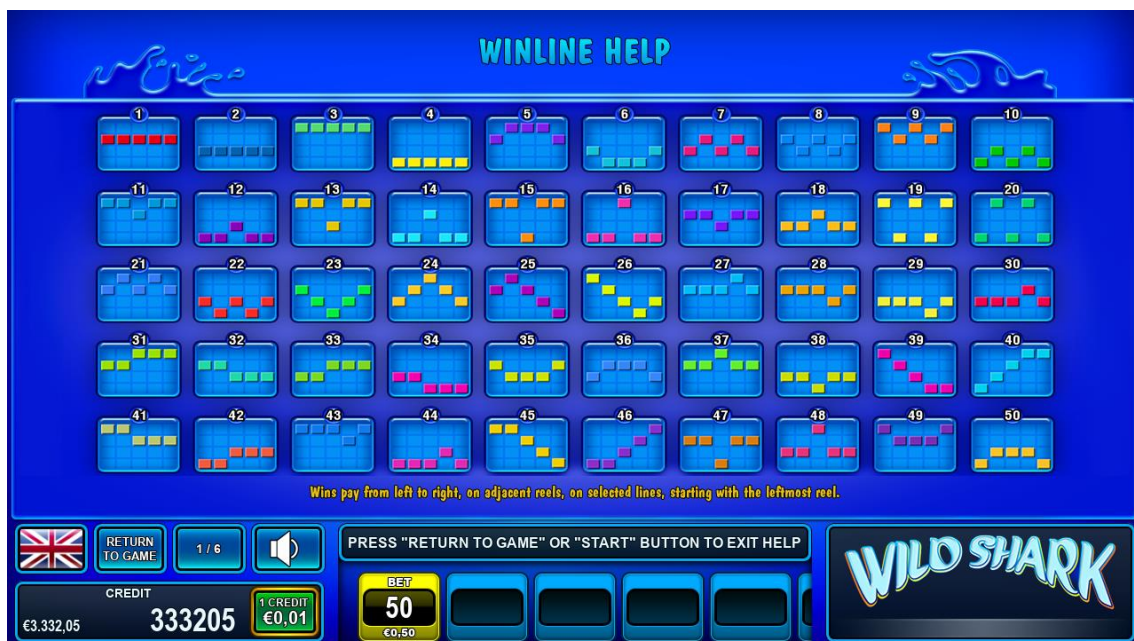 WINLINE HELP
1 2 3 4 5 6 7 8 9 10
11 12 13 14 15 16 17 18 19 20
21 22 23 24 25 26 27 28 29 30
31 32 33 34 35 36 37 38 39 40
41 42 43 44 45 46 47 48 49 50
Wins pay from left to right, on adjacent reels, on selected lines, starting with the leftmost reel.
RETURN
TO GAME
1 / 6
PRESS "RETURN TO GAME" OR "START" BUTTON TO EXIT HELP
WILD SHARK
CREDIT
€3.332,05
333205
1 CREDIT
€0,01
BET
50
€0,50